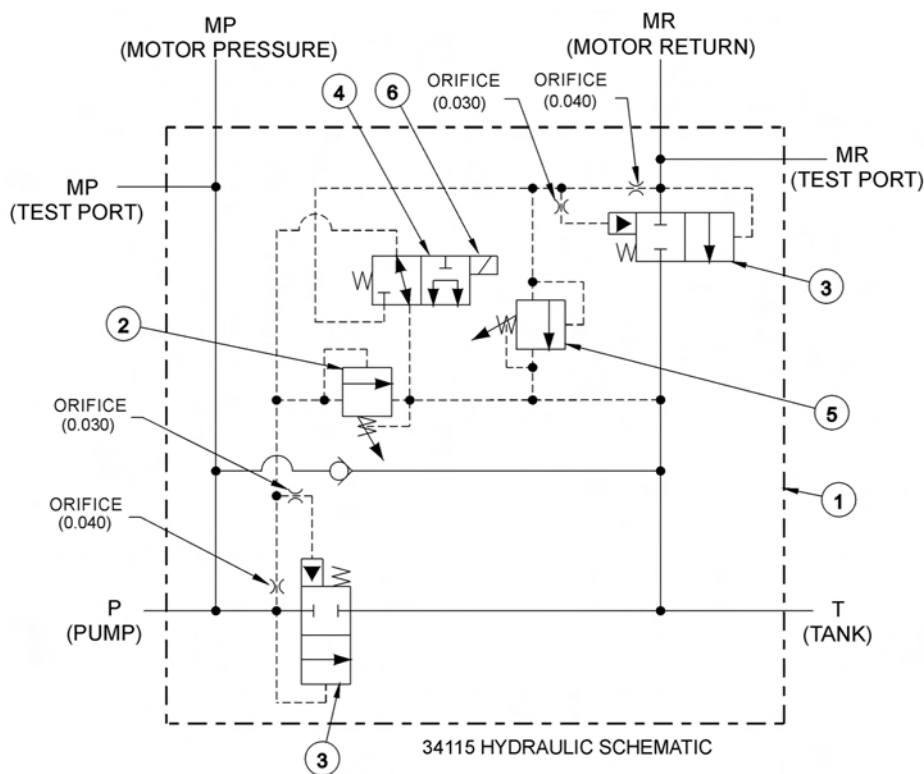 MP
(MOTOR PRESSURE)
MR
(MOTOR RETURN)
ORIFICE
(0.030)
ORIFICE
(0.040)
4
6
MP
(TEST PORT)
MR
(TEST PORT)
3
2
5
ORIFICE
(0.030)
1
ORIFICE
(0.040)
P
(PUMP)
T
(TANK)
3
34115 HYDRAULIC SCHEMATIC